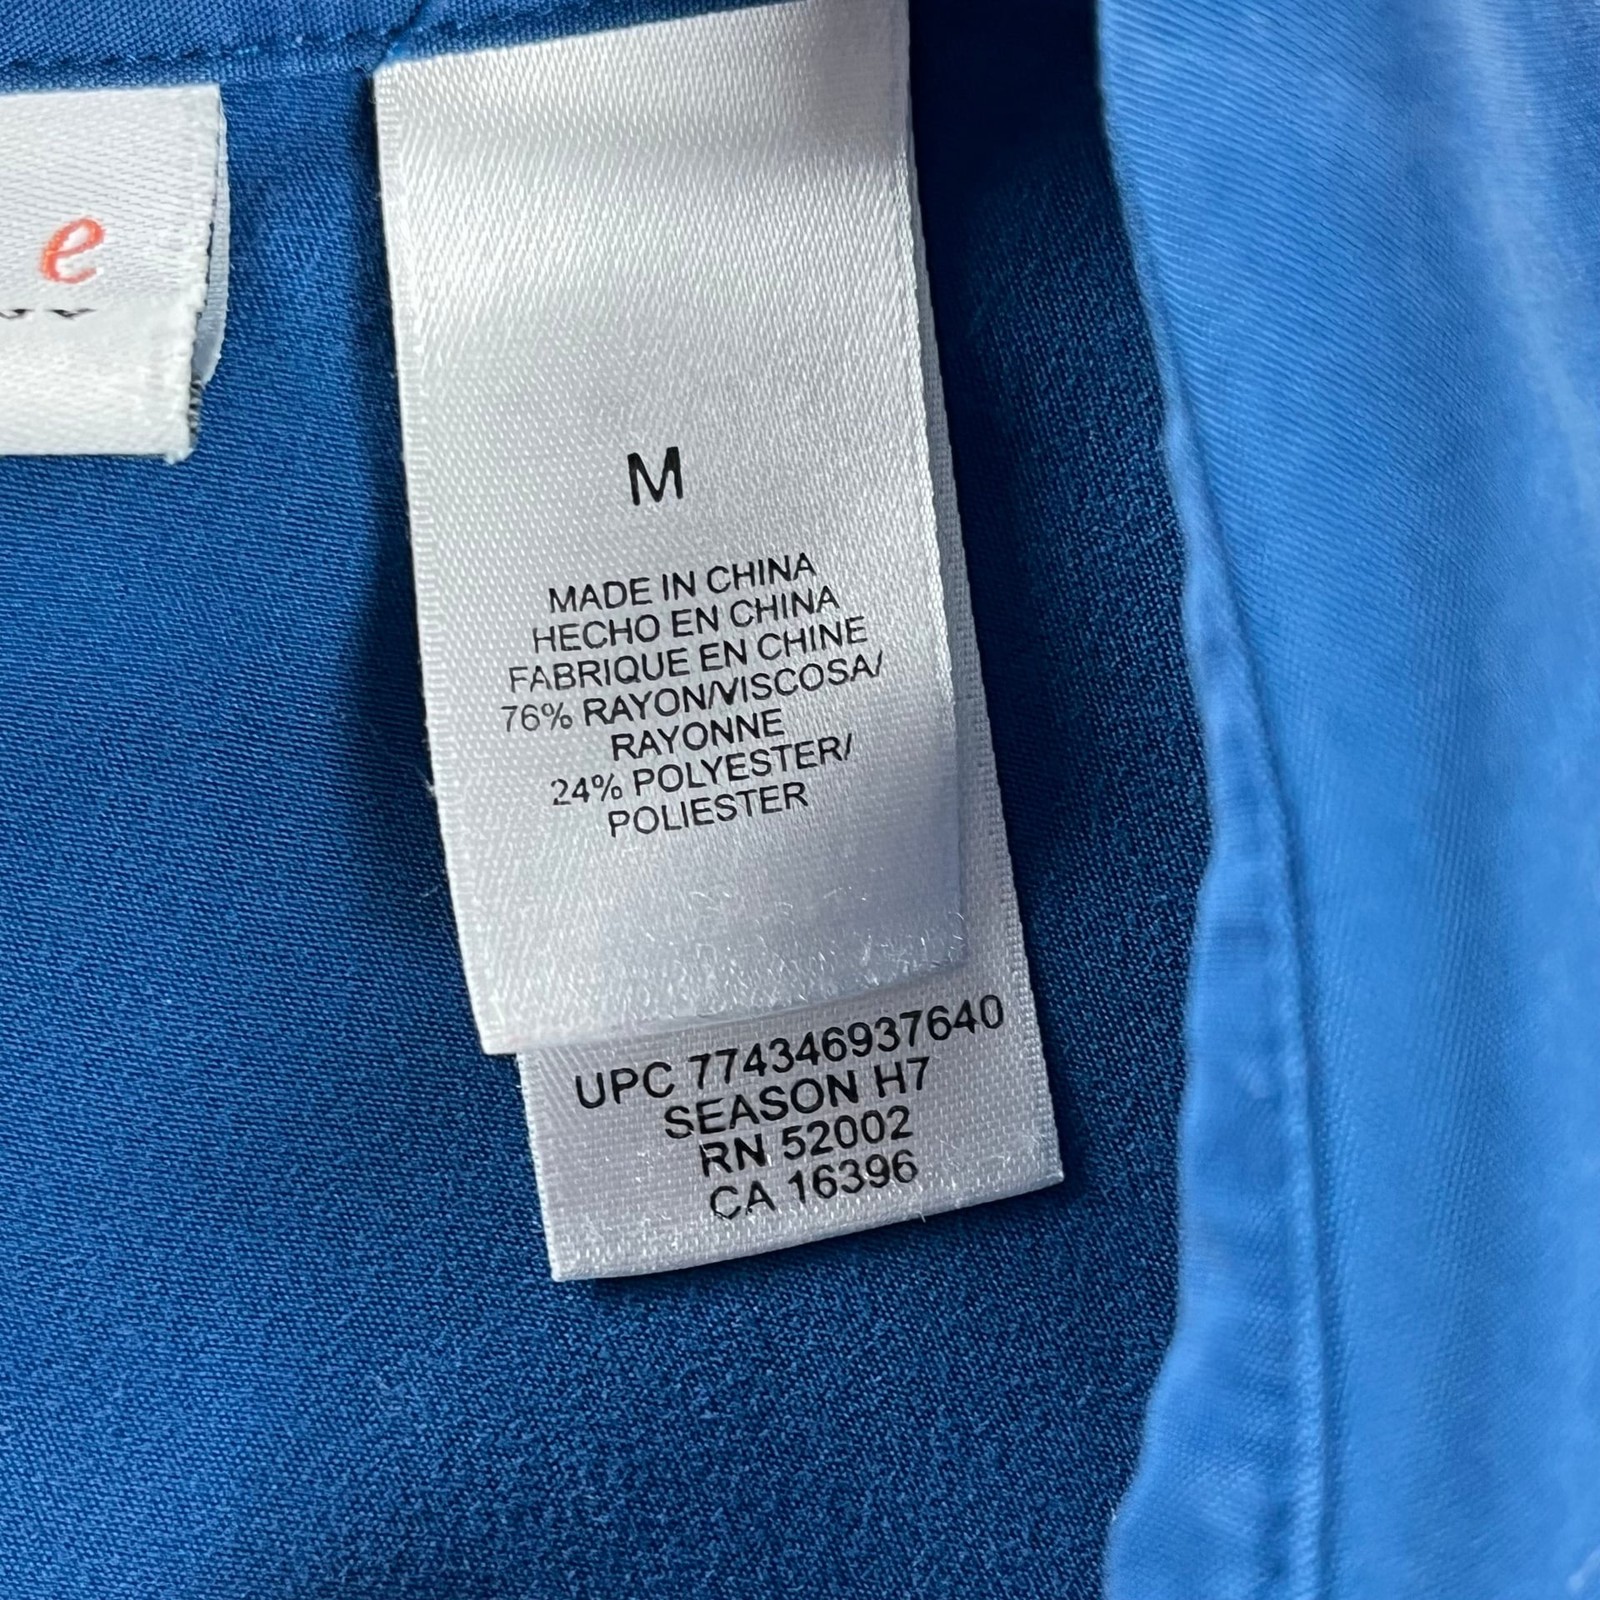 e
M
MADE IN CHINA
HECHO EN CHINA
FABRIQUE EN CHINE
76% RAYON/VISCOSA/
RAYONNE
24% POLYESTER/
POLIESTER
UPC 774346937640
SEASON H7
RN 52002
CA 16396